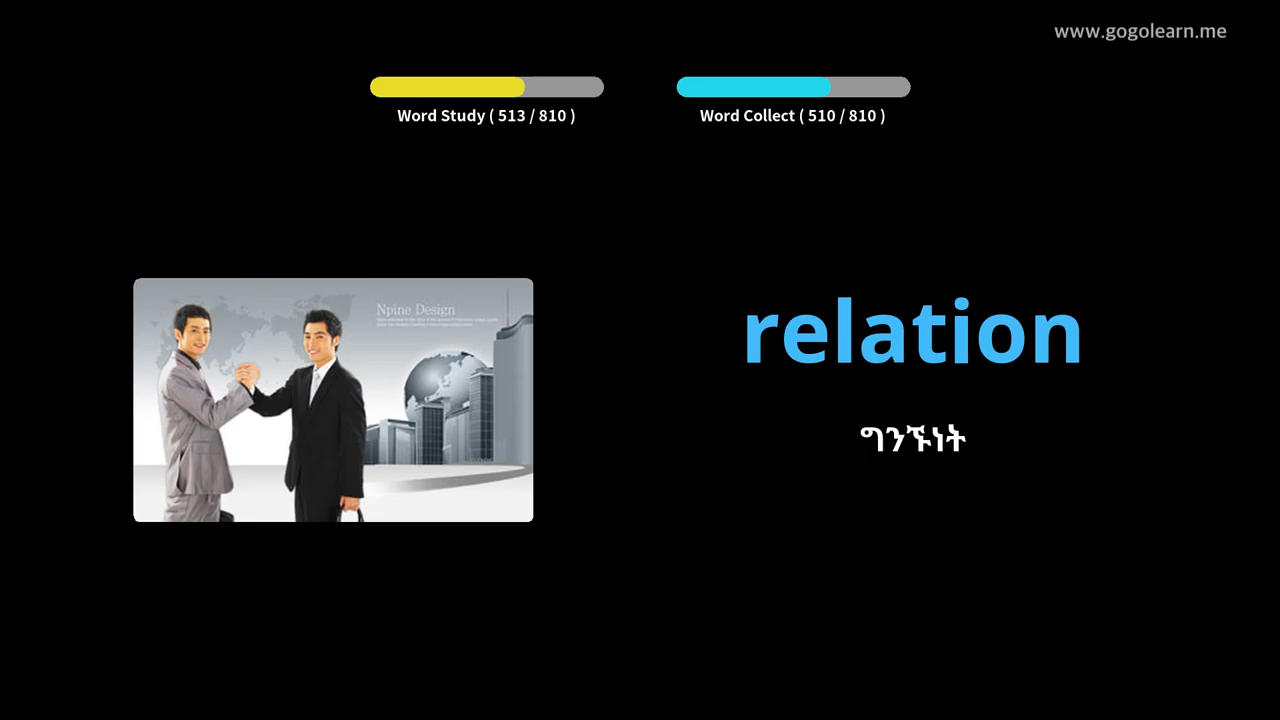 www.gogolearn.me
Word Study ( 513 / 810 )
Word Collect ( 510 / 810 )
Npine Design
relation
ግንኙነት